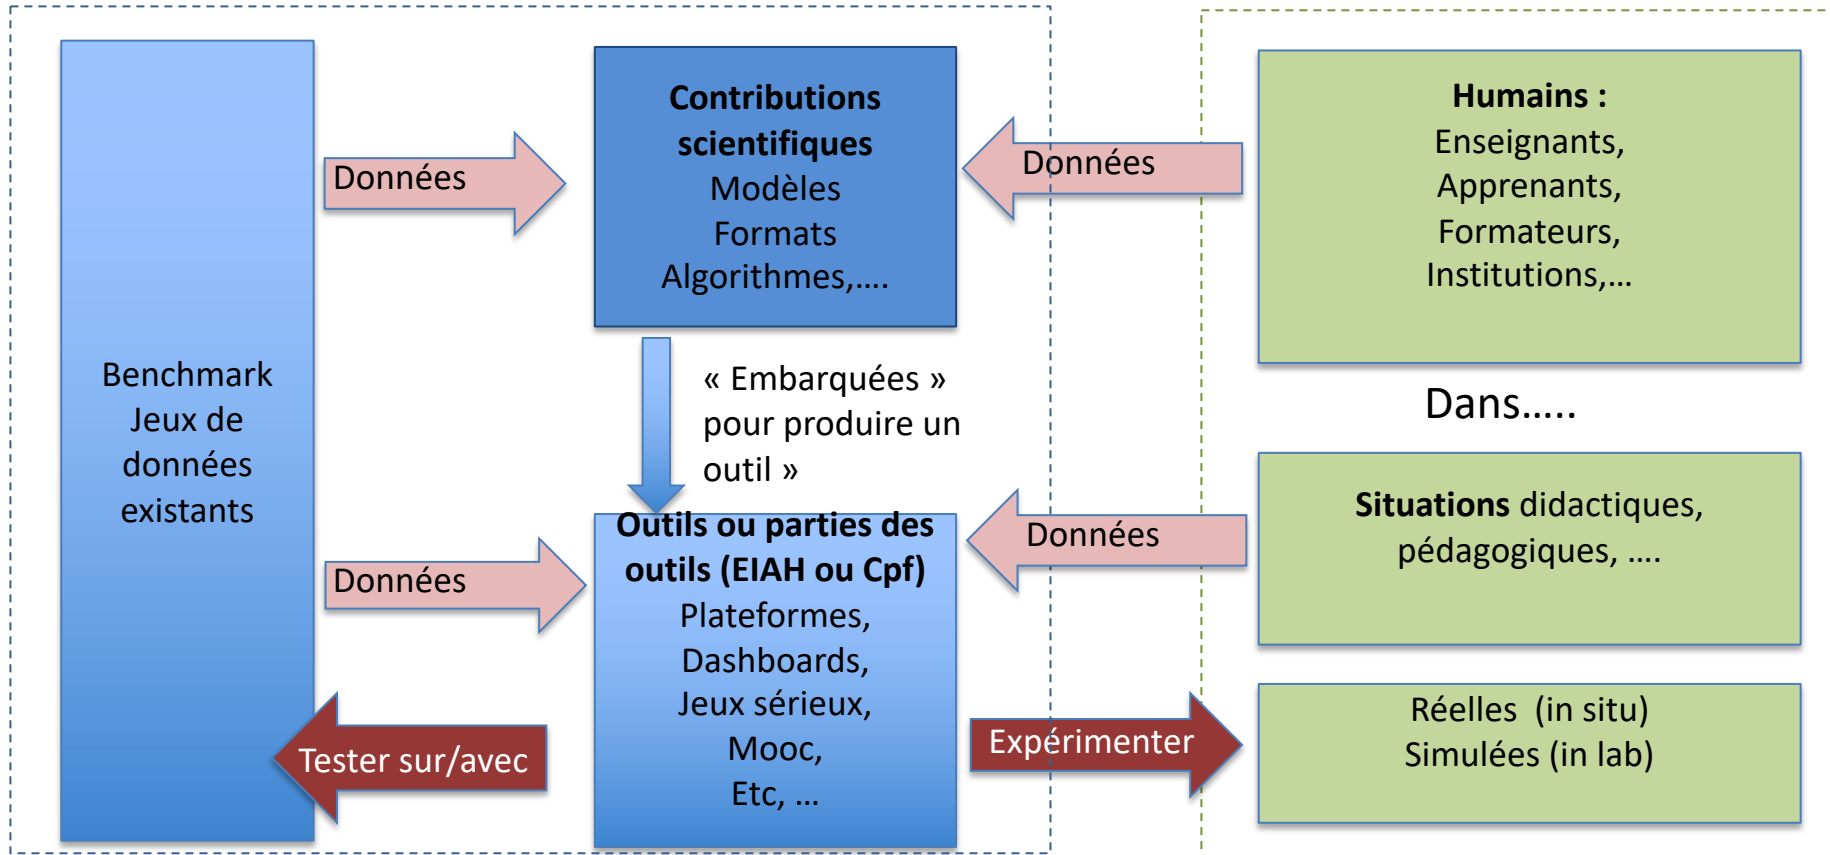 Benchmark
Jeux de
données
existants
Données
Données
Tester sur/avec
Contributions
scientifiques
Modèles
Formats
Algorithmes,....
« Embarquées »
pour produire un
outil »
Outils ou parties des
outils (EIAH ou Cpf)
Plateformes,
Dashboards,
Jeux sérieux,
Mooc,
Etc, ...
Données
Données
Expérimenter
Humains :
Enseignants,
Apprenants,
Formateurs,
Institutions,...
Dans.....
Situations didactiques,
pédagogiques, ....
Réelles (in situ)
Simulées (in lab)